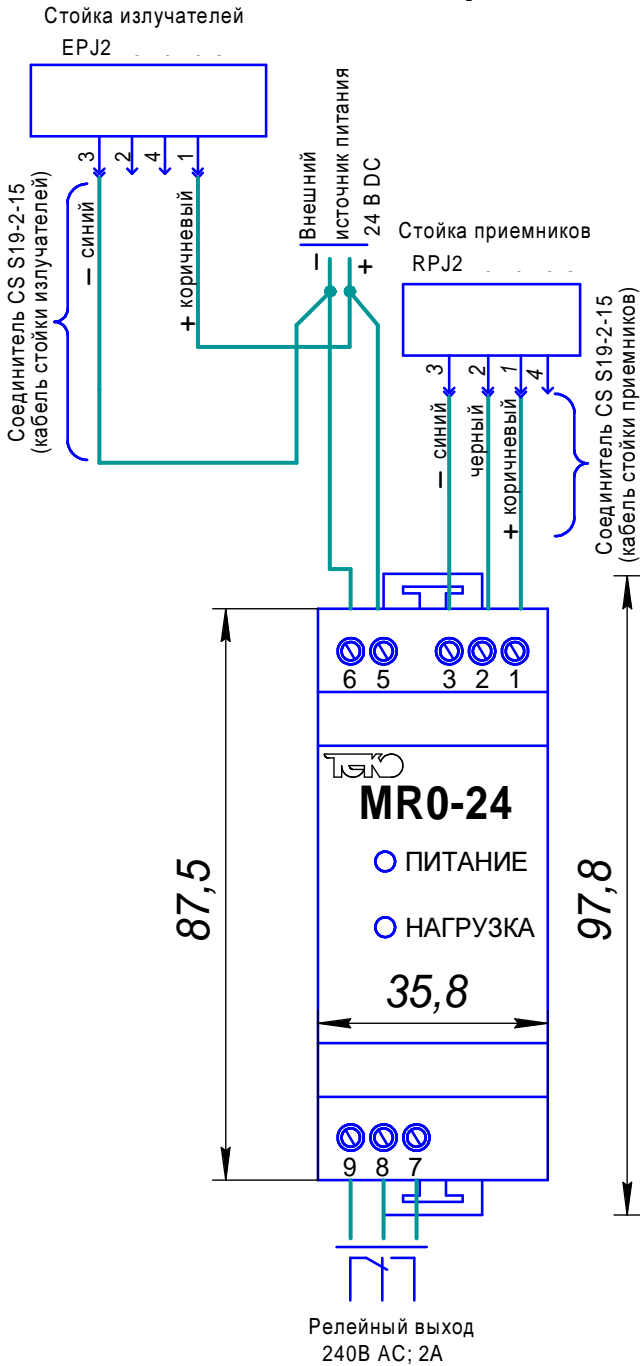 Стойка излучателей
EPJ2
3
2
4
1
Соединитель CS S19-2-15
(кабель стойки излучателей)
– синий
+ коричневый
Внешний
источник питания
24 В DC
–
+
Стойка приемников
RPJ2
3
2
1
4
– синий
черный
+ коричневый
Соединитель CS S19-2-15
(кабель стойки приемников)
6 5 3 2 1
ТЕКО
MR0-24
ПИТАНИЕ
НАГРУЗКА
87,5
97,8
35,8
9 8 7
Релейный выход
240В AC; 2А